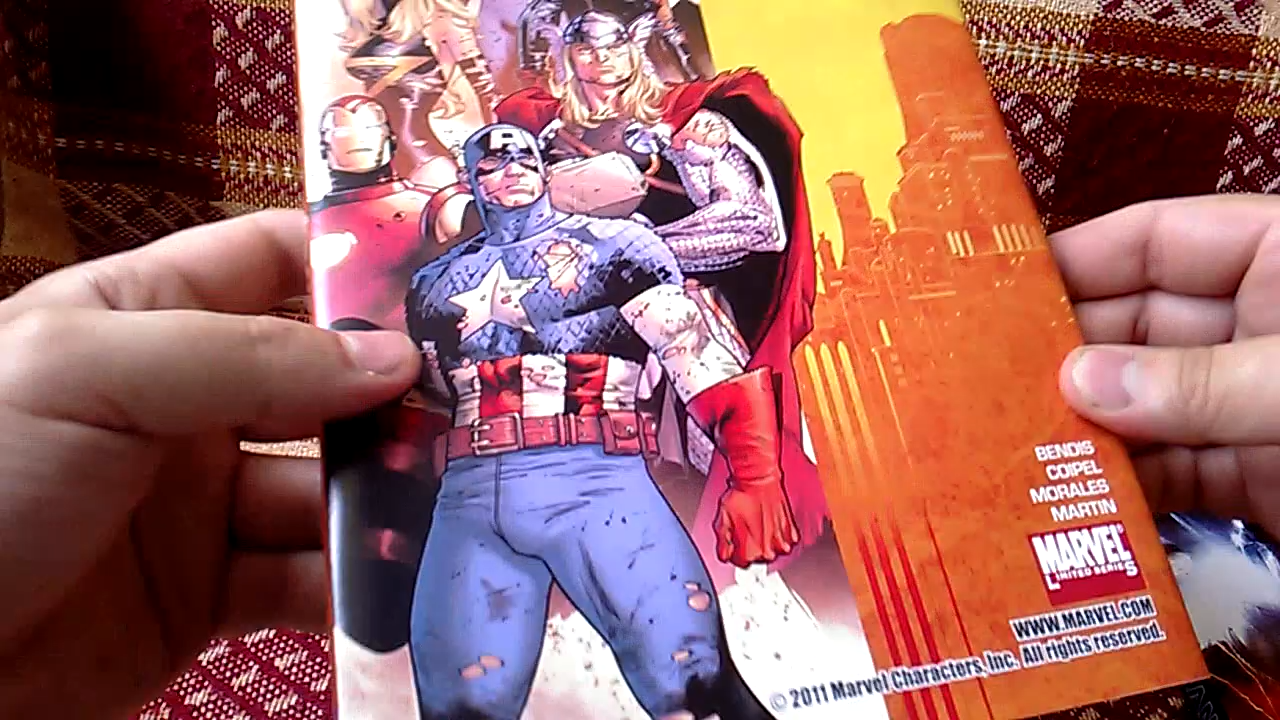 A
BENDIS
COIPEL
MORALES
MARTIN
MARVEL
LIMITED SERIES
WWW.MARVEL.COM
© 2011 Marvel Characters, Inc. All rights reserved.